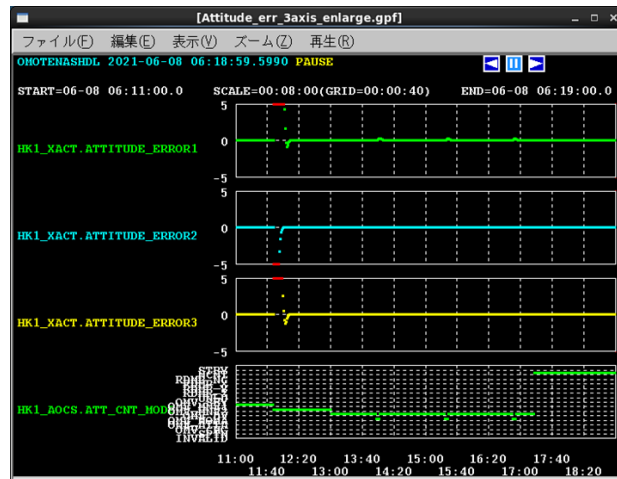 [Attitude_err_3axis_enlarge.gpf]
ファイル(F) 編集(E) 表示(V) ズーム(Z) 再生(R)
OMOTENASHDL 2021-06-08 06:18:59.5990 PAUSE
START=06-08 06:11:00.0 SCALE=00:08:00(GRID=00:00:40) END=06-08 06:19:00.0
5
HK1_XACT.ATTITUDE_ERROR1 0
-5
5
HK1_XACT.ATTITUDE_ERROR2 0
-5
5
HK1_XACT.ATTITUDE_ERROR3 0
-5
HK1_AOCS.ATT_CNT_MOD
INVALID
11:00 12:20 13:40 15:00 16:20 17:40
11:40 13:00 14:20 15:40 17:00 18:20